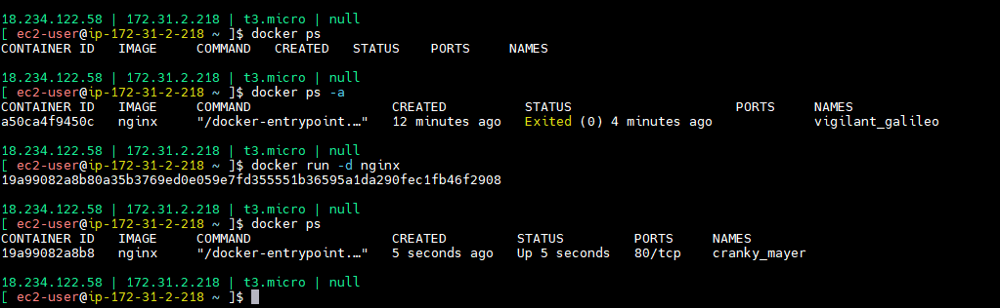 18.234.122.58 | 172.31.2.218 | t3.micro | null
[ ec2-user@ip-172-31-2-218 ~ ]$ docker ps
CONTAINER ID   IMAGE     COMMAND   CREATED   STATUS    PORTS     NAMES
18.234.122.58 | 172.31.2.218 | t3.micro | null
[ ec2-user@ip-172-31-2-218 ~ ]$ docker ps -a
CONTAINER ID   IMAGE     COMMAND                  CREATED          STATUS                     PORTS     NAMES
a50ca4f9450c   nginx     "/docker-entrypoint.…"   12 minutes ago   Exited (0) 4 minutes ago             vigilant_galileo
18.234.122.58 | 172.31.2.218 | t3.micro | null
[ ec2-user@ip-172-31-2-218 ~ ]$ docker run -d nginx
19a99082a8b80a35b3769ed0e059e7fd355551b36595a1da290fec1fb46f2908
18.234.122.58 | 172.31.2.218 | t3.micro | null
[ ec2-user@ip-172-31-2-218 ~ ]$ docker ps
CONTAINER ID   IMAGE     COMMAND                  CREATED         STATUS         PORTS     NAMES
19a99082a8b8   nginx     "/docker-entrypoint.…"   5 seconds ago   Up 5 seconds   80/tcp    cranky_mayer
18.234.122.58 | 172.31.2.218 | t3.micro | null
[ ec2-user@ip-172-31-2-218 ~ ]$